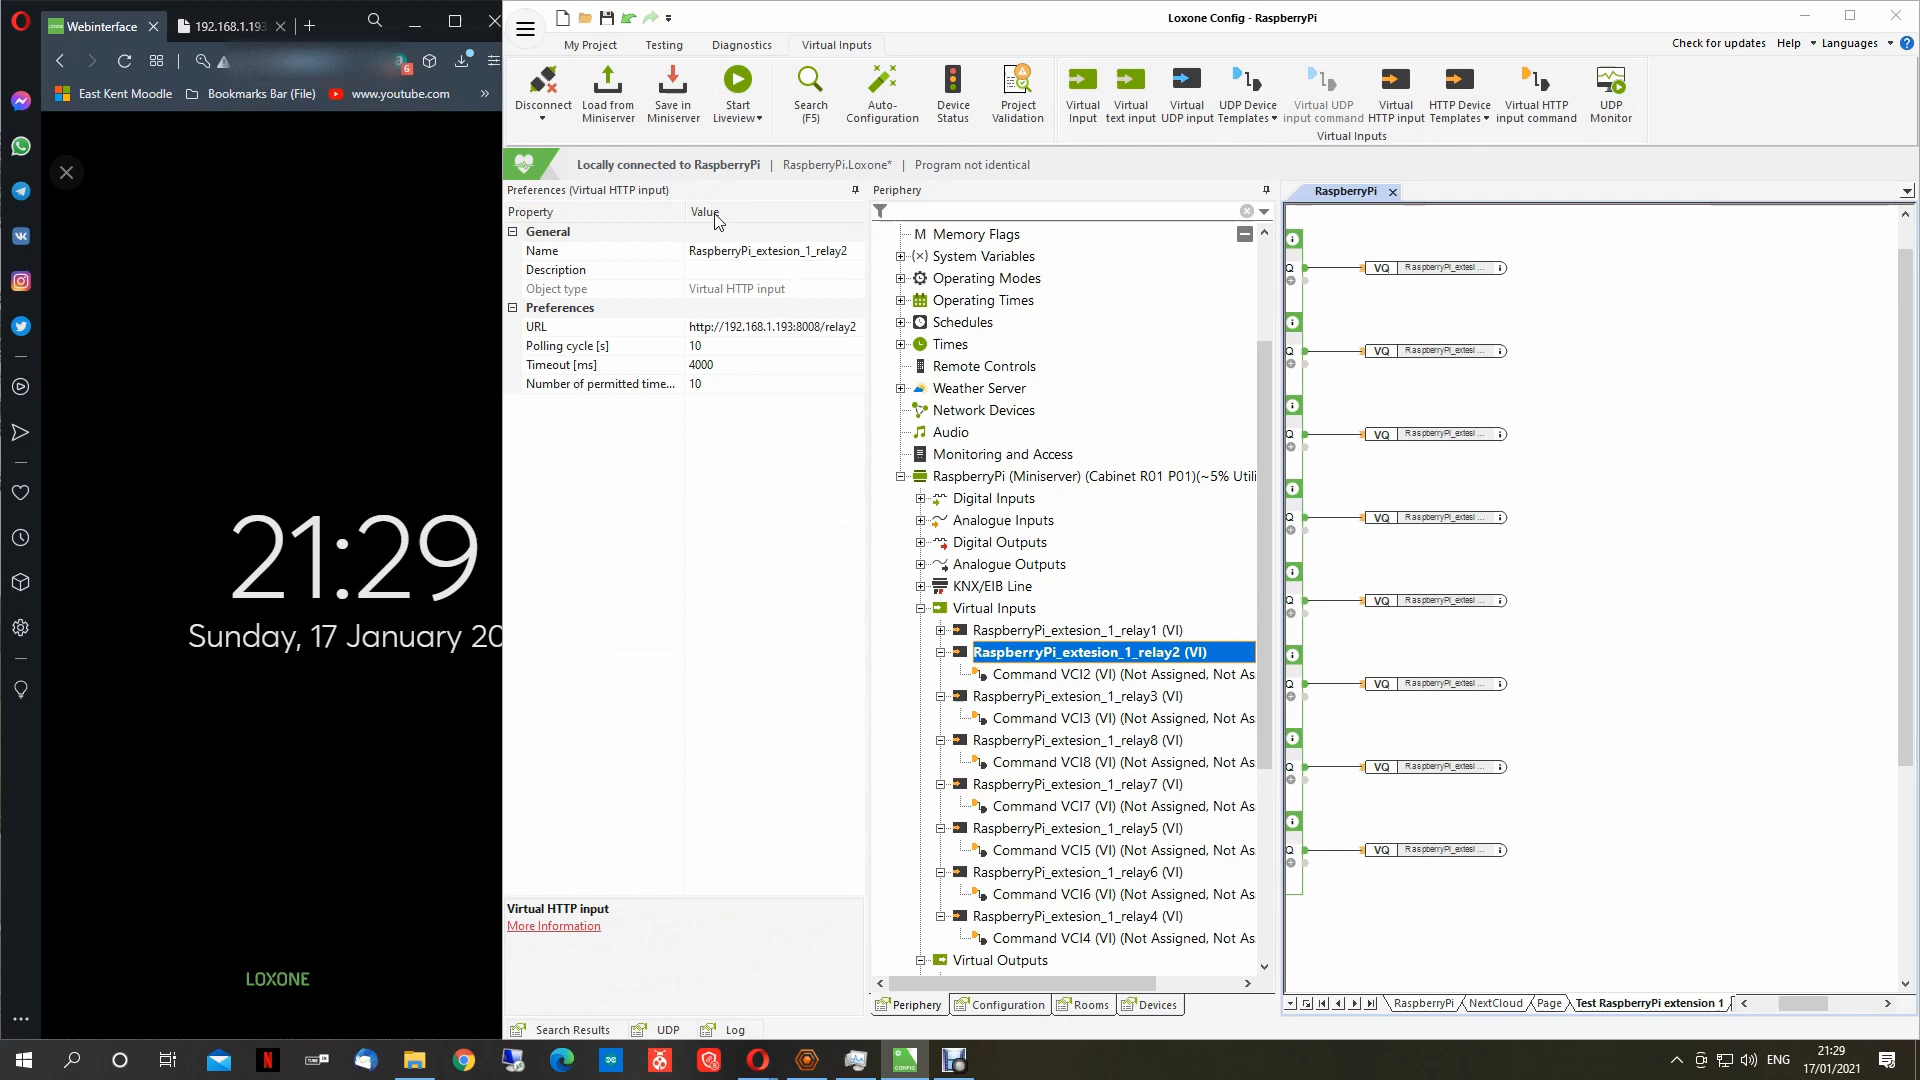 Webinterface
192.168.1.193
East Kent Moodle
Bookmarks Bar (File)
www.youtube.com
6
21:29
Sunday, 17 January 20
LOXONE
Loxone Config - RaspberryPi
My Project
Testing
Diagnostics
Virtual Inputs
Check for updates
Help
Languages
Disconnect
Load from Miniserver
Save in Miniserver
Start Liveview
Search (F5)
Auto-Configuration
Device Status
Project Validation
Virtual Input
Virtual text input
Virtual UDP input
UDP Device Templates
Virtual UDP input command
Virtual HTTP input
HTTP Device Templates
Virtual HTTP input command
UDP Monitor
Virtual Inputs
Locally connected to RaspberryPi | RaspberryPi.Loxone* | Program not identical
Preferences (Virtual HTTP input)
Property Value
General
Name RaspberryPi_extesion_1_relay2
Description
Object type Virtual HTTP input
Preferences
URL http://192.168.1.193:8008/relay2
Polling cycle [s] 10
Timeout [ms] 4000
Number of permitted time... 10
Virtual HTTP input
More Information
Search Results
UDP
Log
Periphery
M Memory Flags
(x) System Variables
Operating Modes
Operating Times
Schedules
Times
Remote Controls
Weather Server
Network Devices
Audio
Monitoring and Access
RaspberryPi (Miniserver) (Cabinet R01 P01)(~5% Utili
Digital Inputs
Analogue Inputs
Digital Outputs
Analogue Outputs
KNX/EIB Line
Virtual Inputs
RaspberryPi_extesion_1_relay1 (VI)
RaspberryPi_extesion_1_relay2 (VI)
Command VCI2 (VI) (Not Assigned, Not As
RaspberryPi_extesion_1_relay3 (VI)
Command VCI3 (VI) (Not Assigned, Not As
RaspberryPi_extesion_1_relay8 (VI)
Command VCI8 (VI) (Not Assigned, Not As
RaspberryPi_extesion_1_relay7 (VI)
Command VCI7 (VI) (Not Assigned, Not As
RaspberryPi_extesion_1_relay5 (VI)
Command VCI5 (VI) (Not Assigned, Not As
RaspberryPi_extesion_1_relay6 (VI)
Command VCI6 (VI) (Not Assigned, Not As
RaspberryPi_extesion_1_relay4 (VI)
Command VCI4 (VI) (Not Assigned, Not As
Virtual Outputs
Periphery
Configuration
Rooms
Devices
RaspberryPi
Q VQ RaspberryPi_extesi ...
Q VQ RaspberryPi_extesi ...
Q VQ RaspberryPi_extesi ...
Q VQ RaspberryPi_extesi ...
Q VQ RaspberryPi_extesi ...
Q VQ RaspberryPi_extesi ...
Q VQ RaspberryPi_extesi ...
Q VQ RaspberryPi_extesi ...
RaspberryPi
NextCloud
Page
Test RaspberryPi extension 1
ENG
21:29
17/01/2021